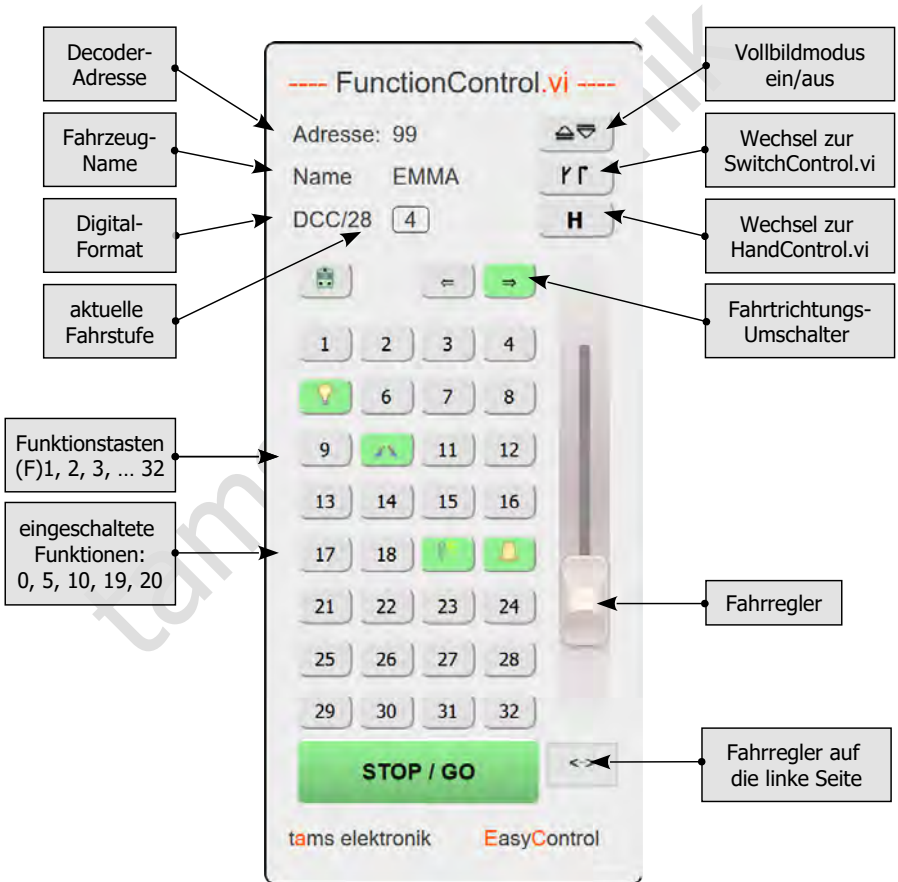 Decoder-
Adresse
Fahrzeug-
Name
Digital-
Format
aktuelle
Fahrstufe
Funktionstasten
(F)1, 2, 3, … 32
eingeschaltete
Funktionen:
0, 5, 10, 19, 20
---- FunctionControl.vi ----
Adresse: 99
Name EMMA
DCC/28 4
H
⇐ ⇒
1 2 3 4
6 7 8
9 11 12
13 14 15 16
17 18
21 22 23 24
25 26 27 28
29 30 31 32
STOP / GO
<->
tams elektronik EasyControl
Vollbildmodus
ein/aus
Wechsel zur
SwitchControl.vi
Wechsel zur
HandControl.vi
Fahrtrichtungs-
Umschalter
Fahrregler
Fahrregler auf
die linke Seite